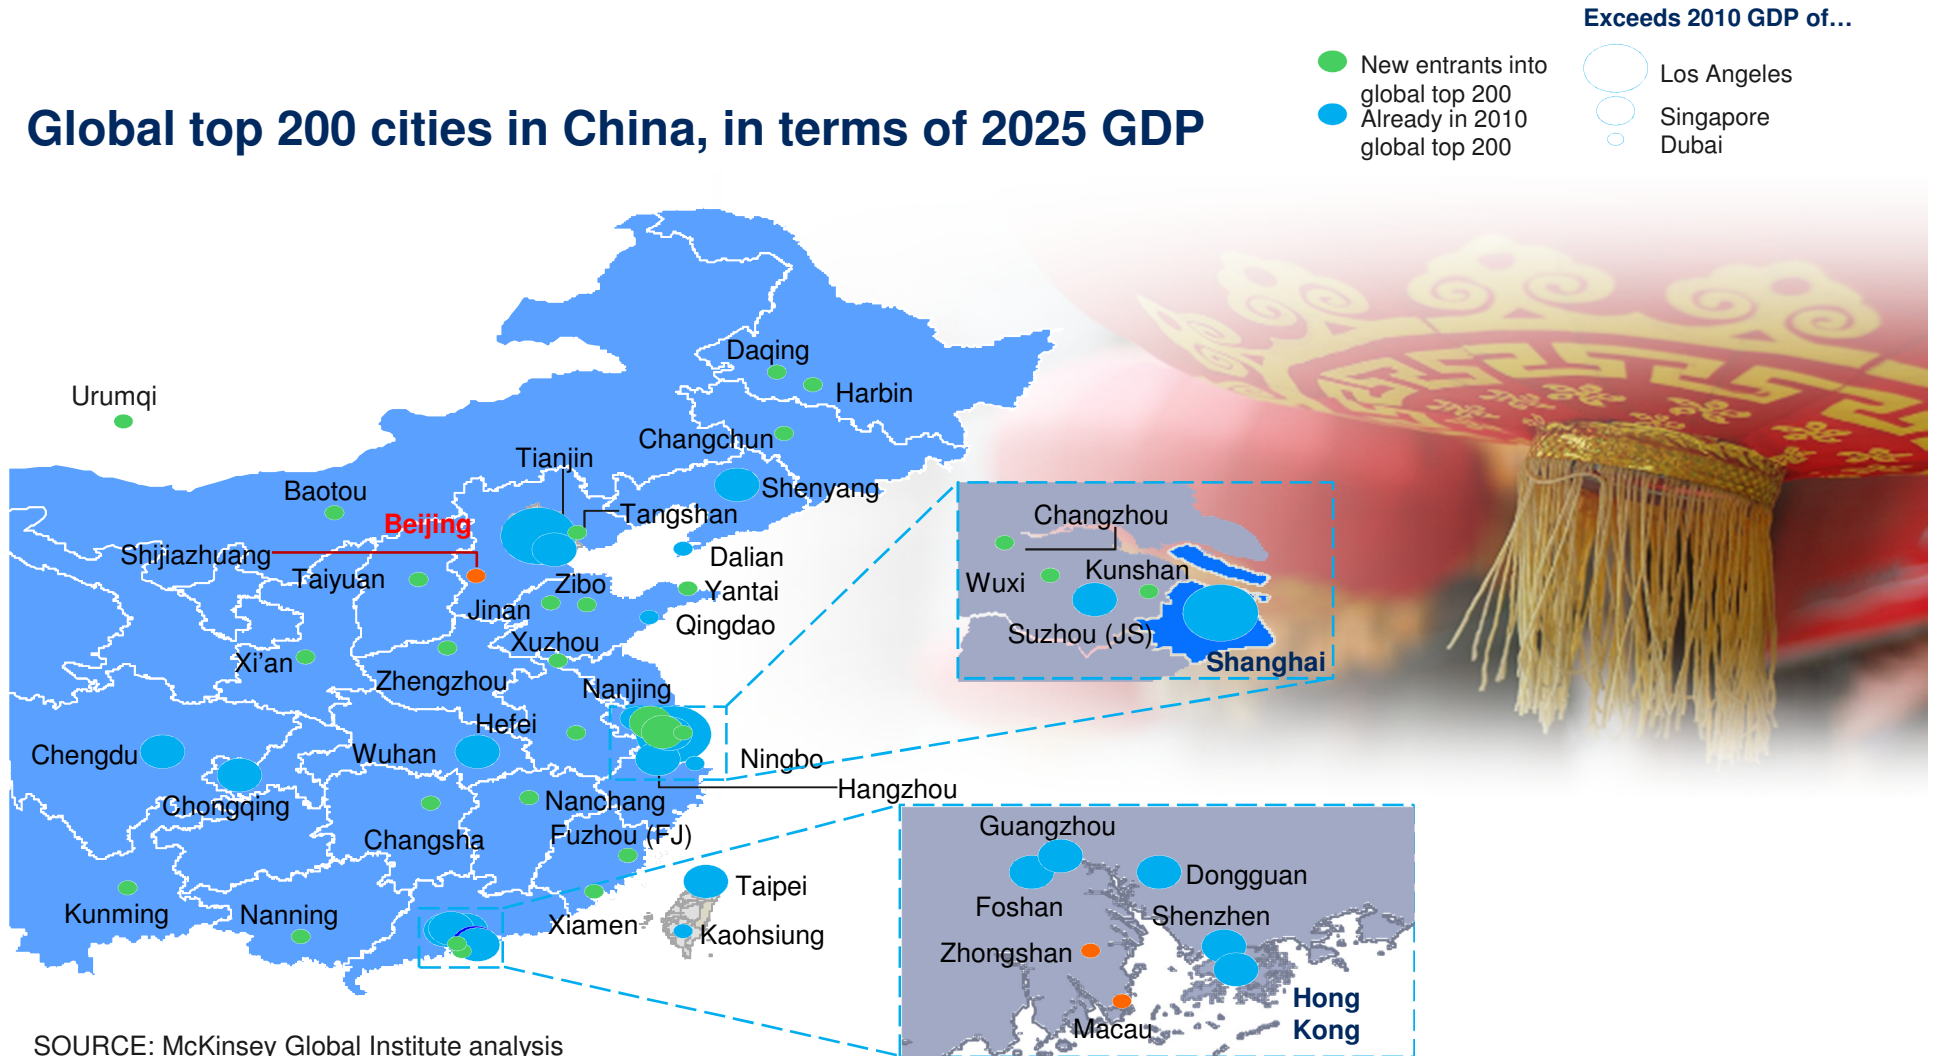 Exceeds 2010 GDP of…
New entrants into
global top 200
Already in 2010
global top 200
Los Angeles
Singapore
Dubai
Global top 200 cities in China, in terms of 2025 GDP
Urumqi
Daqing
Harbin
Changchun
Tianjin
Shenyang
Baotou
Beijing
Tangshan
Shijiazhuang
Taiyuan
Dalian
Zibo
Yantai
Jinan
Qingdao
Xuzhou
Xi’an
Zhengzhou
Nanjing
Hefei
Chengdu
Wuhan
Ningbo
Hangzhou
Chongqing
Nanchang
Changsha
Fuzhou (FJ)
Taipei
Kunming
Nanning
Xiamen
Kaohsiung
Changzhou
Wuxi
Kunshan
Suzhou (JS)
Shanghai
Guangzhou
Dongguan
Foshan
Shenzhen
Zhongshan
Hong
Kong
Macau
SOURCE: McKinsey Global Institute analysis